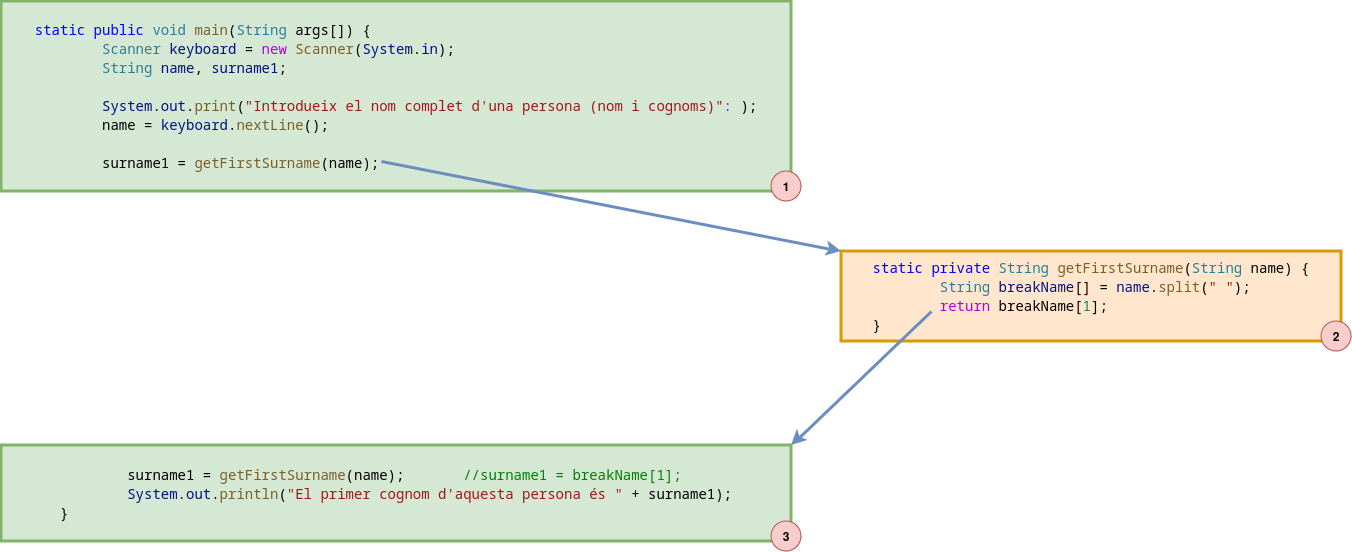 static public void main(String args[]) {
Scanner keyboard = new Scanner(System.in);
String name, surname1;
System.out.print("Introdueix el nom complet d'una persona (nom i cognoms)": );
name = keyboard.nextLine();
surname1 = getFirstSurname(name);
1
static private String getFirstSurname(String name) {
String breakName[] = name.split(" ");
return breakName[1];
}
2
surname1 = getFirstSurname(name); //surname1 = breakName[1];
System.out.println("El primer cognom d'aquesta persona és " + surname1);
}
3